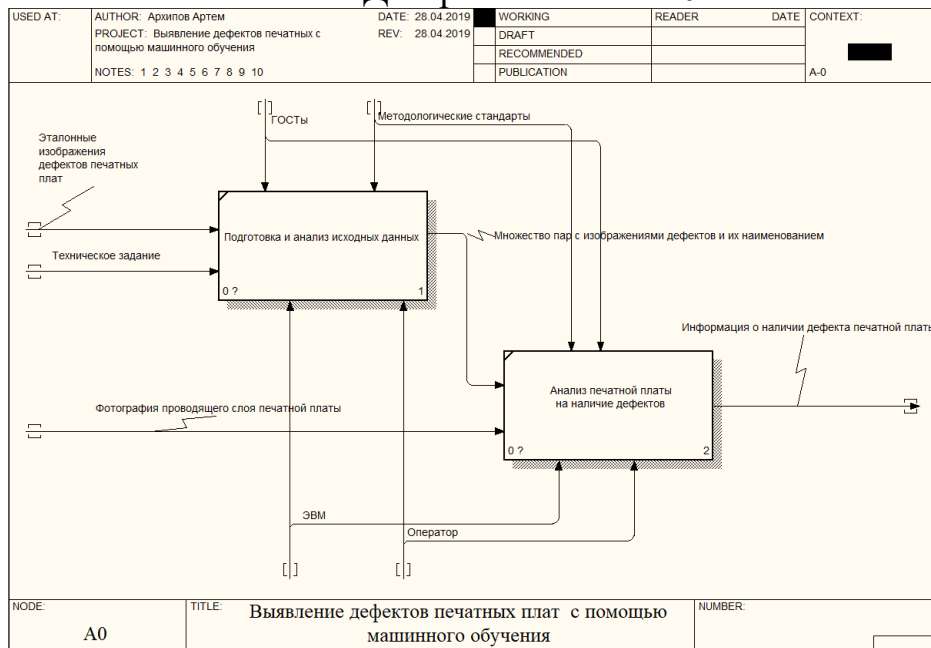 USED AT:
AUTHOR: Архипов Артем
DATE: 28.04.2019
WORKING
READER
DATE
CONTEXT:
PROJECT: Выявление дефектов печатных с
помощью машинного обучения
REV: 28.04.2019
DRAFT
RECOMMENDED
NOTES: 1 2 3 4 5 6 7 8 9 10
PUBLICATION
A-0
ГОСТы
Методологические стандарты
Эталонные
изображения
дефектов печатных
плат
Подготовка и анализ исходных данных
Множество пар с изображениями дефектов и их наименованием
Техническое задание
0 ?
1
Информация о наличии дефекта печатной платы
Анализ печатной платы
на наличие дефектов
Фотография проводящего слоя печатной платы
0 ?
2
ЭВМ
Оператор
NODE:
TITLE:
NUMBER:
A0
Выявление дефектов печатных плат с помощью
машинного обучения